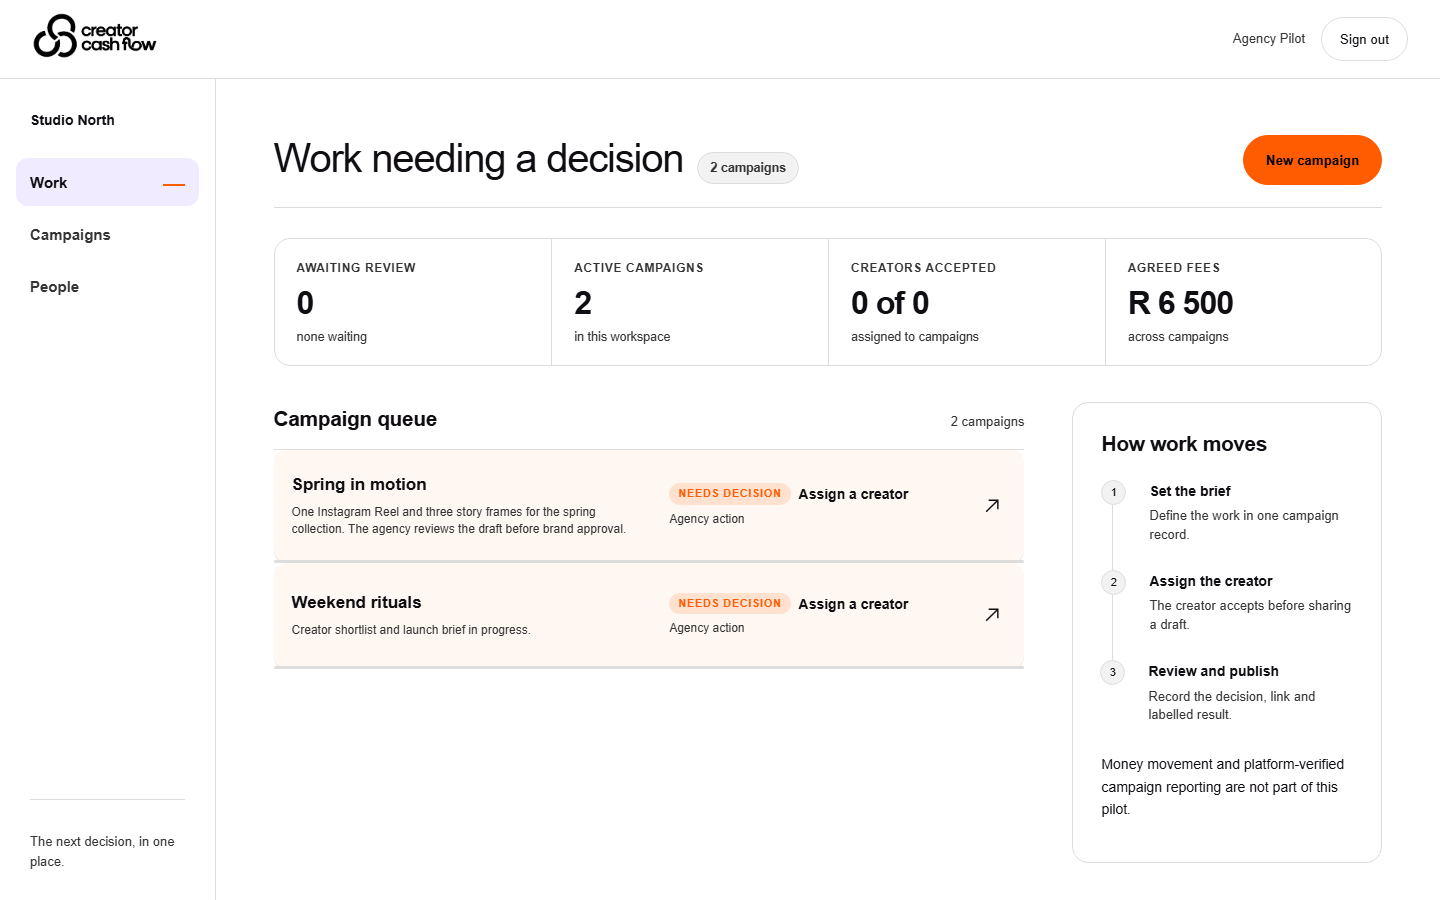 creator
cash flow
Agency Pilot
Sign out
Studio North
Work
Campaigns
People
The next decision, in one
place.
Work needing a decision
2 campaigns
New campaign
AWAITING REVIEW
0
none waiting
ACTIVE CAMPAIGNS
2
in this workspace
CREATORS ACCEPTED
0 of 0
assigned to campaigns
AGREED FEES
R 6 500
across campaigns
Campaign queue
2 campaigns
Spring in motion
One Instagram Reel and three story frames for the spring
collection. The agency reviews the draft before brand approval.
NEEDS DECISION
Assign a creator
Agency action
Weekend rituals
Creator shortlist and launch brief in progress.
NEEDS DECISION
Assign a creator
Agency action
How work moves
1
Set the brief
Define the work in one campaign
record.
2
Assign the creator
The creator accepts before sharing
a draft.
3
Review and publish
Record the decision, link and
labelled result.
Money movement and platform-verified
campaign reporting are not part of this
pilot.